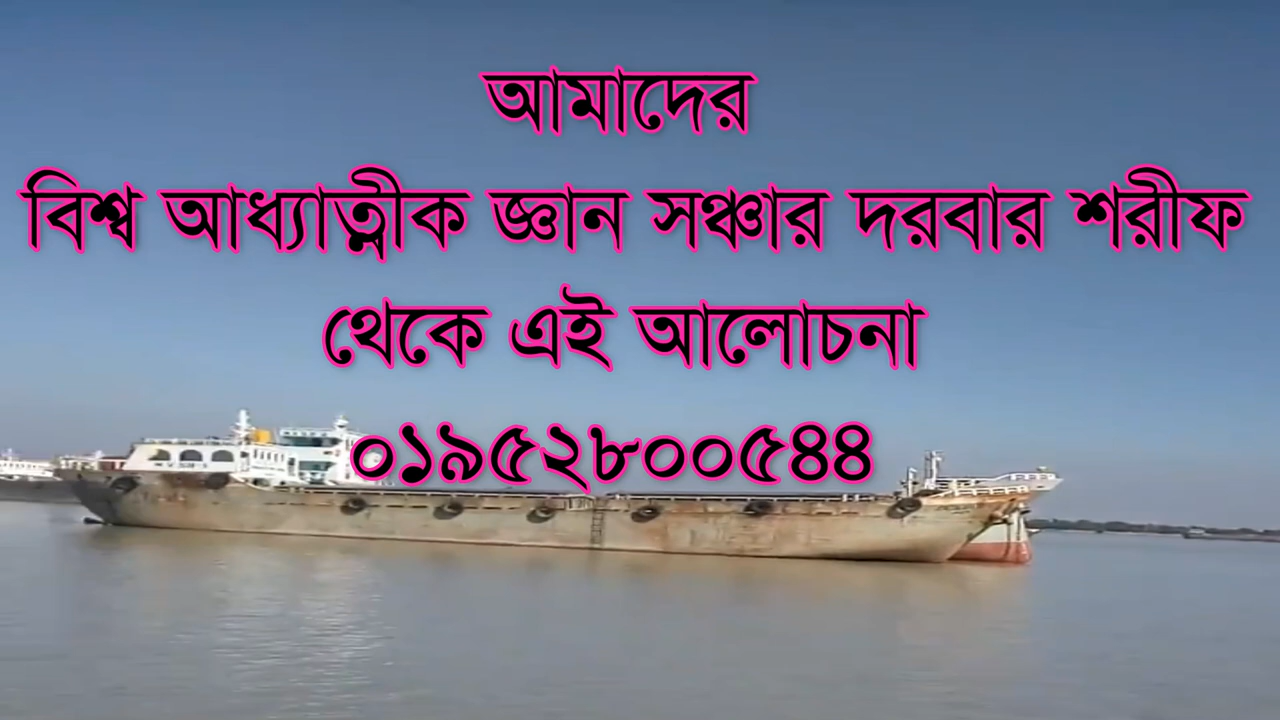 আমাদের
বিশ্ব আধ্যাত্নীক জ্ঞান সঞ্চার দরবার শরীফ
থেকে এই আলোচনা
০১৯৫২৮০০৫৪৪